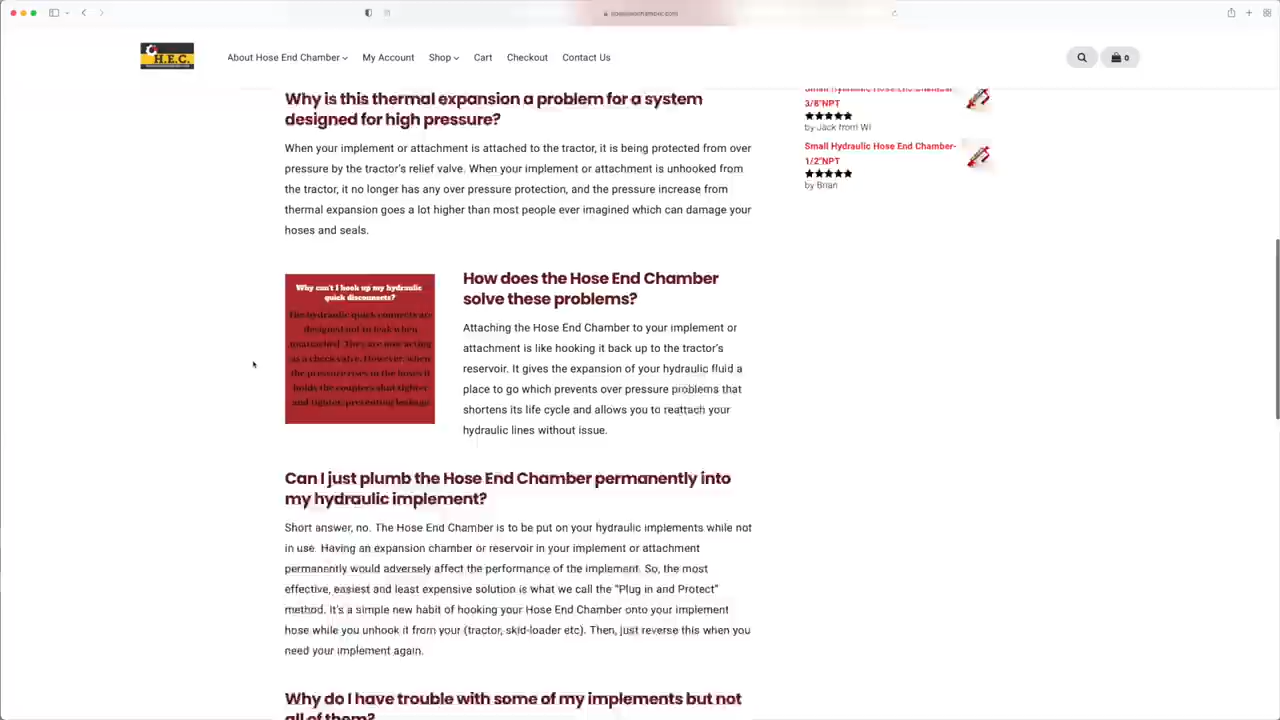 H.E.C.
About Hose End Chamber
My Account
Shop
Cart
Checkout
Contact Us
0
Why is this thermal expansion a problem for a system
designed for high pressure?
When your implement or attachment is attached to the tractor, it is being protected from over
pressure by the tractor's relief valve. When your implement or attachment is unhooked from
the tractor, it no longer has any over pressure protection, and the pressure increase from
thermal expansion goes a lot higher than most people ever imagined which can damage your
hoses and seals.
Why can't I hook up my hydraulic
quick disconnects?
The hydraulic quick connects are
designed not to leak when
unattached. They are now acting
as a check valve. However, when
the pressure rises in the hoses it
holds the couplers shut tighter
and tighter, preventing leakage
How does the Hose End Chamber
solve these problems?
Attaching the Hose End Chamber to your implement or
attachment is like hooking it back up to the tractor's
reservoir. It gives the expansion of your hydraulic fluid a
place to go which prevents over pressure problems that
shortens its life cycle and allows you to reattach your
hydraulic lines without issue.
Can I just plumb the Hose End Chamber permanently into
my hydraulic implement?
Short answer, no. The Hose End Chamber is to be put on your hydraulic implements while not
in use. Having an expansion chamber or reservoir in your implement or attachment
permanently would adversely affect the performance of the implement. So, the most
effective, easiest and least expensive solution is what we call the "Plug in and Protect"
method. It's a simple new habit of hooking your Hose End Chamber onto your implement
hose while you unhook it from your (tractor, skid-loader etc). Then, just reverse this when you
need your implement again.
Why do I have trouble with some of my implements but not
all of them?
Small Hydraulic Hose End Chamber-
3/8"NPT
by Jack from WI
Small Hydraulic Hose End Chamber-
1/2"NPT
by Brian